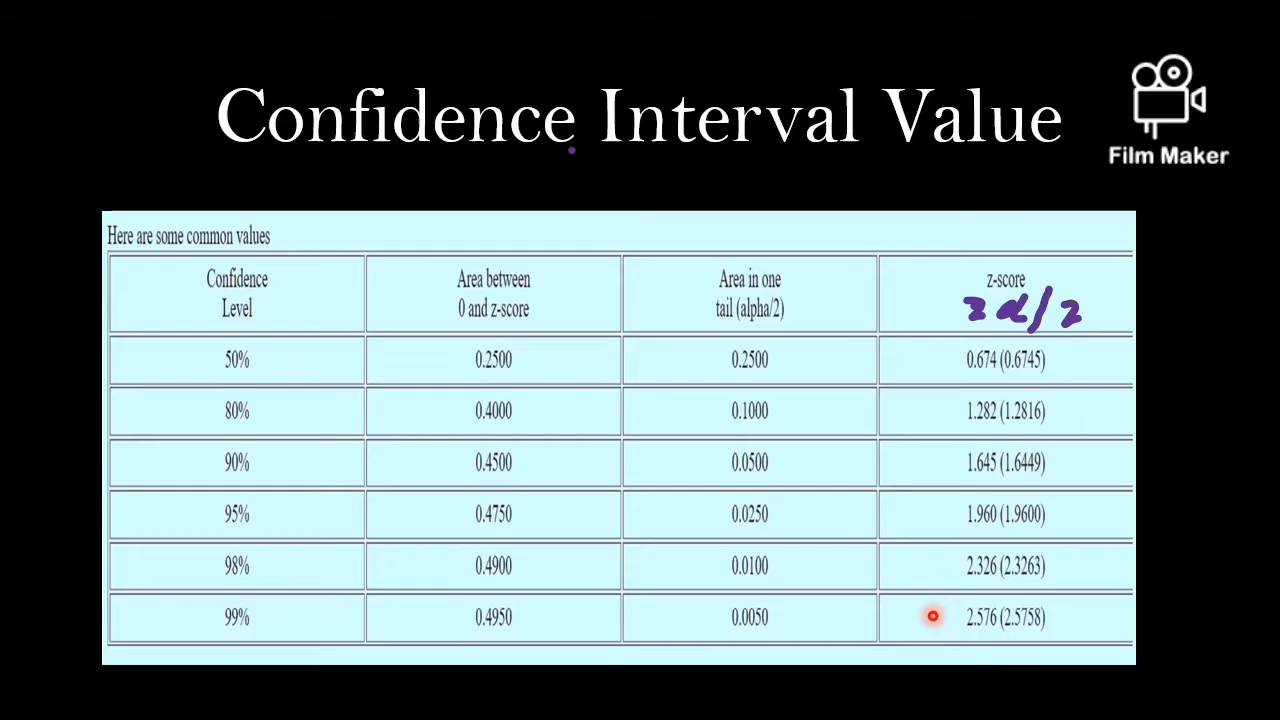 Confidence Interval Value
Film Maker
Here are some common values
Confidence Level
Area between 0 and z-score
Area in one tail (alpha/2)
z-score
z α/2
50% 0.2500 0.2500 0.674 (0.6745)
80% 0.4000 0.1000 1.282 (1.2816)
90% 0.4500 0.0500 1.645 (1.6449)
95% 0.4750 0.0250 1.960 (1.9600)
98% 0.4900 0.0100 2.326 (2.3263)
99% 0.4950 0.0050 2.576 (2.5758)